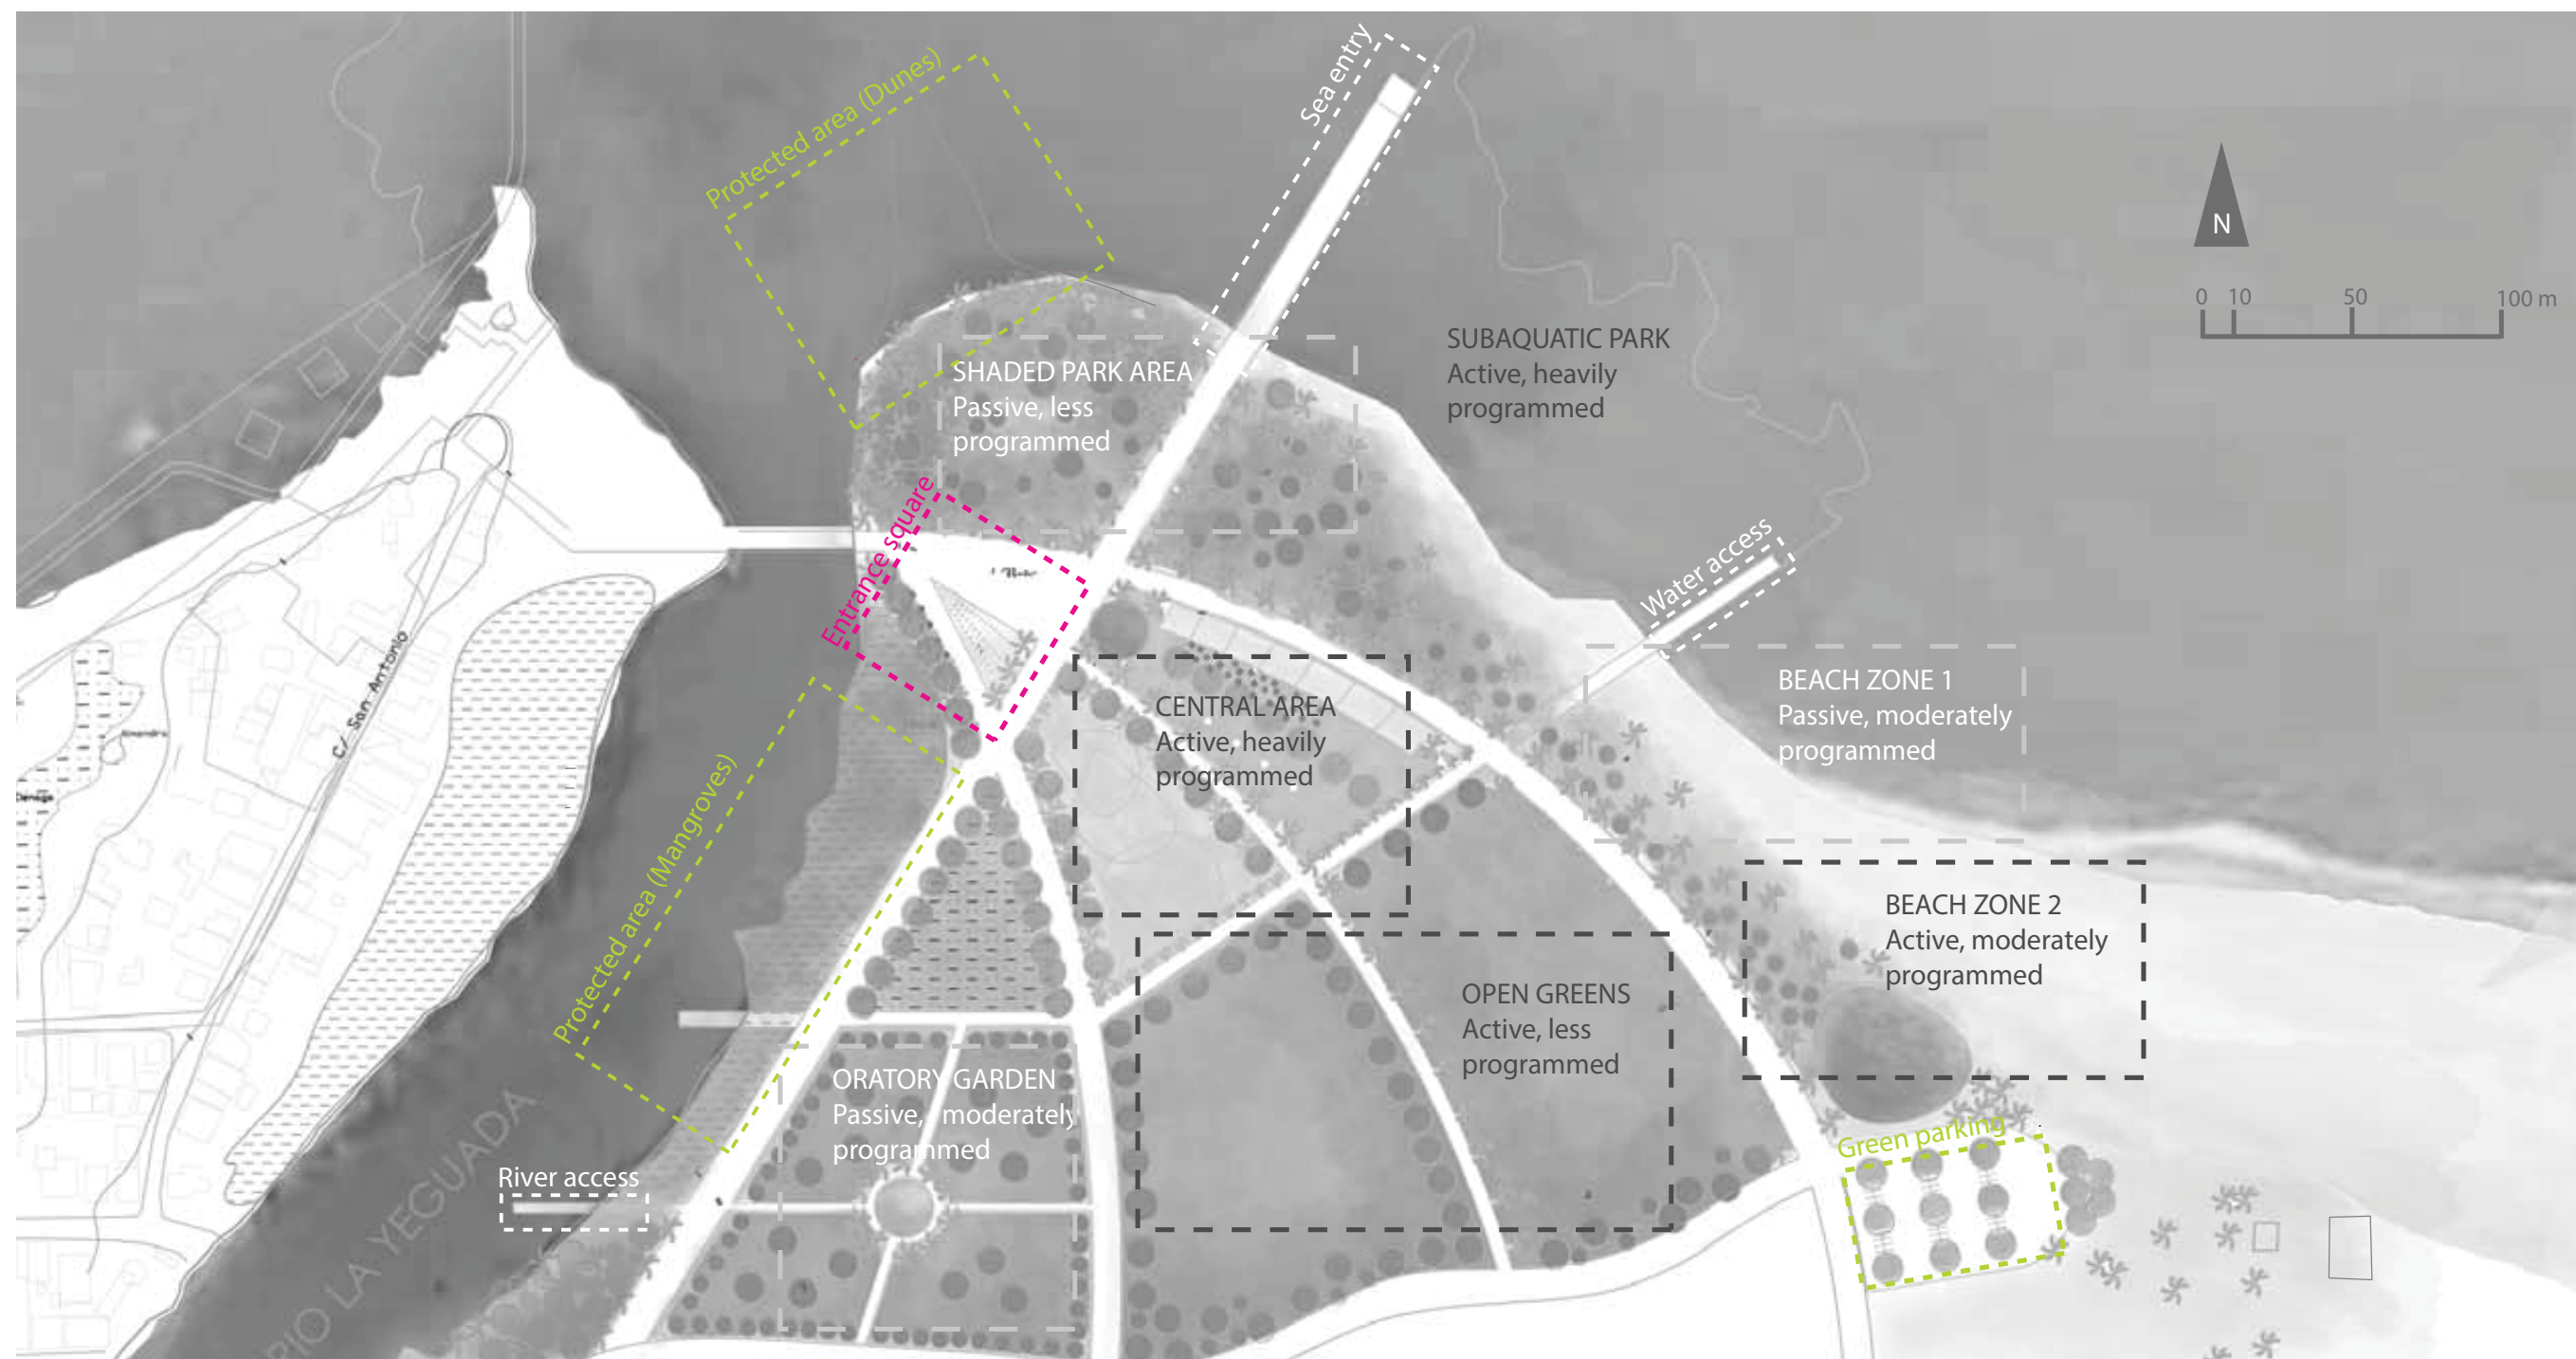 Sea entry
Protected area (Dunes)
N
0 10 50 100 m
SUBAQUATIC PARK
Active, heavily
programmed
SHADED PARK AREA
Passive, less
programmed
Entrance square
Water access
C/ San Antonio
BEACH ZONE 1
Passive, moderately
programmed
CENTRAL AREA
Active, heavily
programmed
Protected area (Mangroves)
BEACH ZONE 2
Active, moderately
programmed
OPEN GREENS
Active, less
programmed
ORATORY GARDEN
Passive, moderately
programmed
Green parking
River access
RIO LA YEGUADA